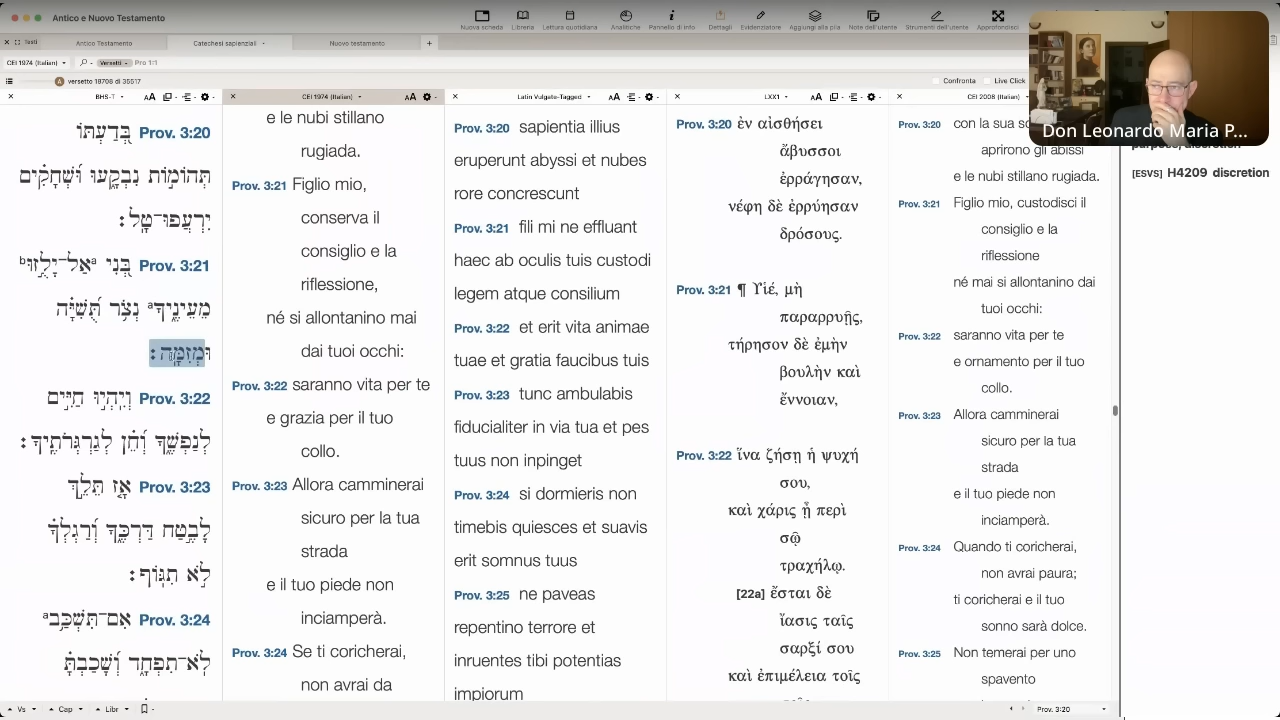 Antico e Nuovo Testamento
Schermo Libreria Lettura quotidiana Analitiche Pannello di info Dettagli Evidenziatore Aggiungi alla pila Note dell'utente Strumenti dell'utente Approfondisci
Testi Antico Testamento Catechesi sapienziali Nuovo testamento +
CEI 1974 (Italian) Versetti Pro 1:1
versetto 18708 di 35517 Confronta Live Click
BHS-T
Prov. 3:20 בְּדַעְתּוֹ
תְּהוֹמ֣וֹת נִבְקָ֑עוּ וּ֝שְׁחָקִ֗ים
יִרְעֲפוּ־טָֽל׃
Prov. 3:21 בְּנִי ᵃאַל־יָלֻ֣זוּᵇ
מֵעֵינֶ֑יךָᵃ נְצֹ֥ר תֻּ֝שִׁיָּ֗ה
וּמְזִמָּֽה׃
Prov. 3:22 וְיִֽהְי֣וּ חַיִּ֣ים
לְנַפְשֶׁ֑ךָ וְ֝חֵ֗ן לְגַרְגְּרֹתֶֽיךָ׃
Prov. 3:23 אָ֤ז תֵּלֵ֣ךְ
לָבֶ֣טַח דַּרְכֶּ֑ךָ וְ֝רַגְלְךָ֗
לֹ֣א תִגּֽוֹף׃
Prov. 3:24 אִם־תִּשְׁכַּ֥בᵃ
לֹֽא־תִפְחָ֑ד וְ֝שָׁכַבְתָּ֗
CEI 1974 (Italian)
e le nubi stillano
rugiada.
Prov. 3:21 Figlio mio,
conserva il
consiglio e la
riflessione,
né si allontanino mai
dai tuoi occhi:
Prov. 3:22 saranno vita per te
e grazia per il tuo
collo.
Prov. 3:23 Allora camminerai
sicuro per la tua
strada
e il tuo piede non
inciamperà.
Prov. 3:24 Se ti coricherai,
non avrai da
Latin Vulgate-Tagged
Prov. 3:20 sapientia illius
eruperunt abyssi et nubes
rore concrescunt
Prov. 3:21 fili mi ne effluant
haec ab oculis tuis custodi
legem atque consilium
Prov. 3:22 et erit vita animae
tuae et gratia faucibus tuis
Prov. 3:23 tunc ambulabis
fiducialiter in via tua et pes
tuus non inpinget
Prov. 3:24 si dormieris non
timebis quiesces et suavis
erit somnus tuus
Prov. 3:25 ne paveas
repentino terrore et
inruentes tibi potentias
impiorum
LXX1
Prov. 3:20 ἐν αἰσθήσει
ἄβυσσοι
ἐρράγησαν,
νέφη δὲ ἐρρύησαν
δρόσους.
Prov. 3:21 ¶ Υἱέ, μὴ
παραρρυῇς,
τήρησον δὲ ἐμὴν
βουλὴν καὶ
ἔννοιαν,
Prov. 3:22 ἵνα ζήσῃ ἡ ψυχή
σου,
καὶ χάρις ᾖ περὶ
σῷ
τραχήλῳ.
[22a] ἔσται δὲ
ἴασις ταῖς
σαρξί σου
καὶ ἐπιμέλεια τοῖς
CEI 2008 (Italian)
Prov. 3:20
aprirono gli abissi
e le nubi stillano rugiada.
Prov. 3:21 Figlio mio, custodisci il
consiglio e la
riflessione
né mai si allontanino dai
tuoi occhi:
Prov. 3:22 saranno vita per te
e ornamento per il tuo
collo.
Prov. 3:23 Allora camminerai
sicuro per la tua
strada
e il tuo piede non
inciamperà.
Prov. 3:24 Quando ti coricherai,
non avrai paura;
ti coricherai e il tuo
sonno sarà dolce.
Prov. 3:25 Non temerai per uno
spavento
Don Leonardo Maria P...
[ESVS] H4209 discretion
Vs Cap Libr Prov. 3:20